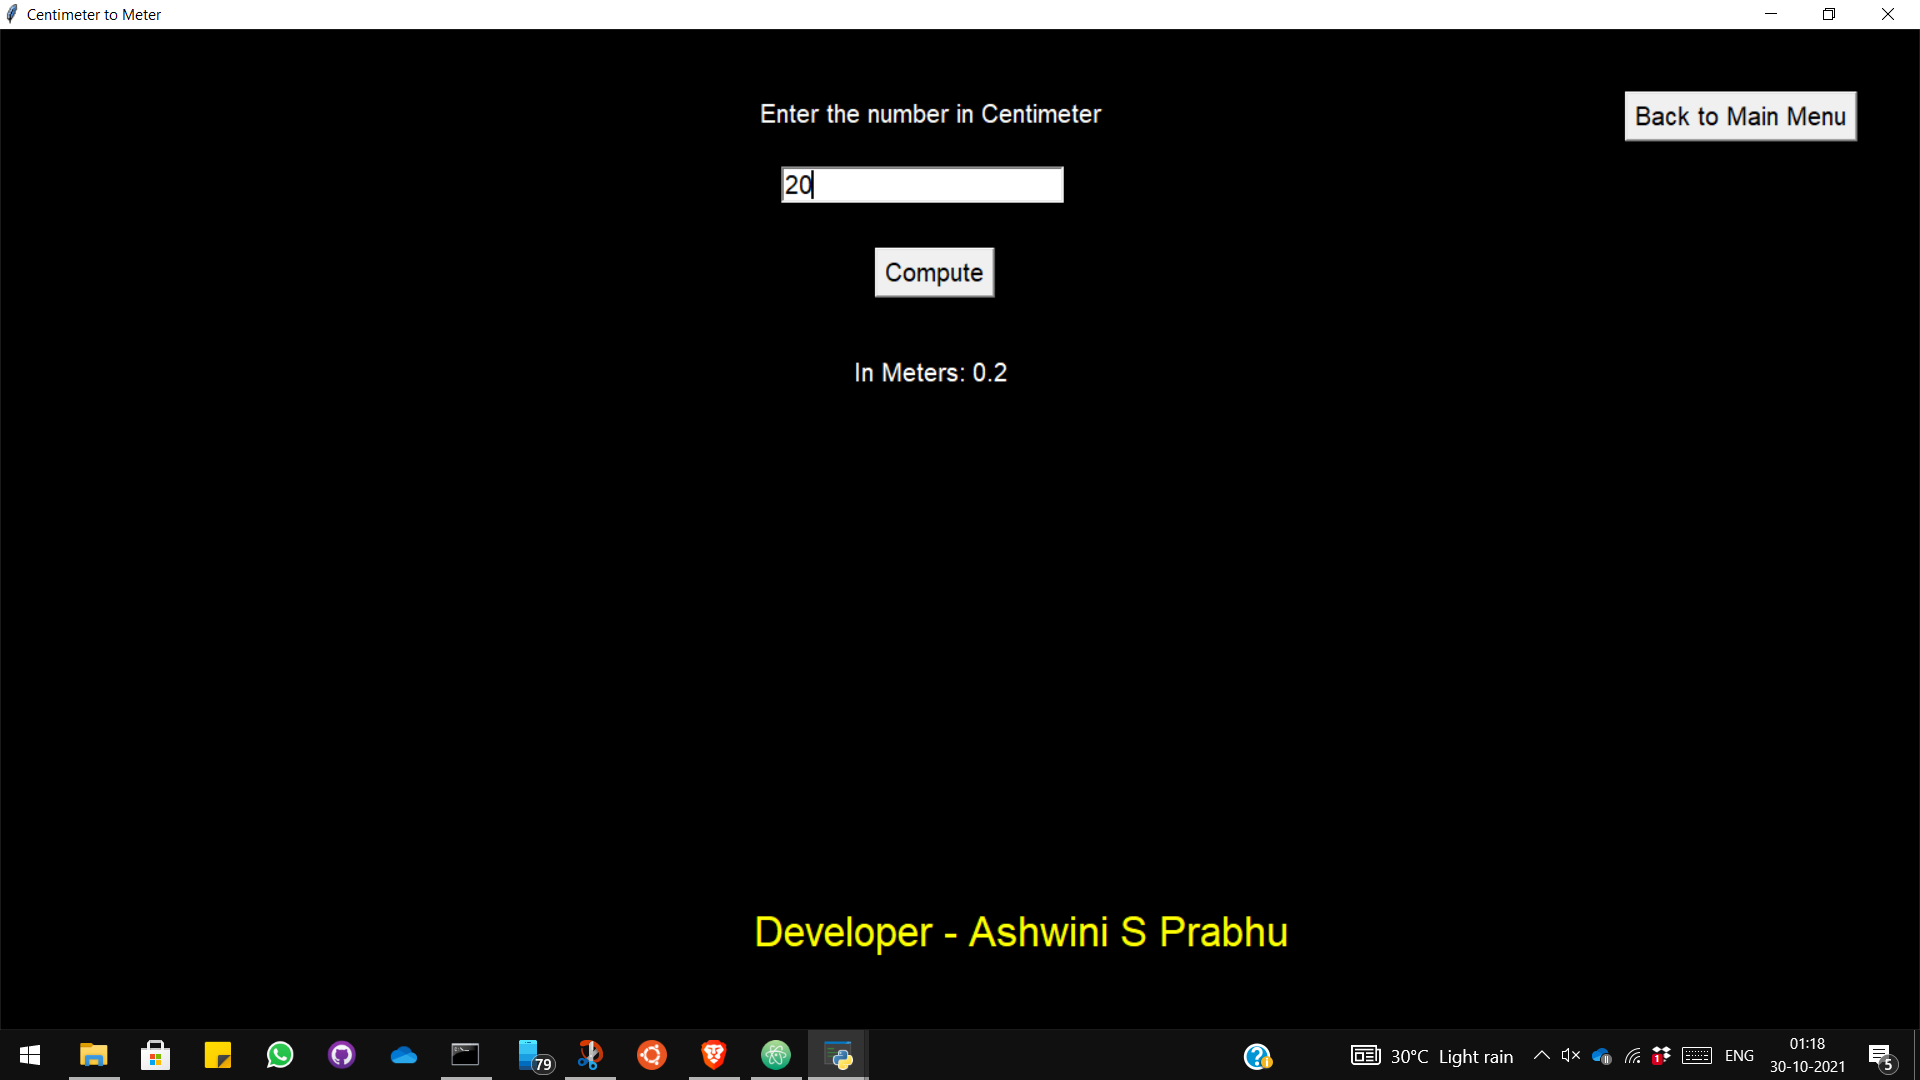 Centimeter to Meter
Enter the number in Centimeter
Back to Main Menu
20
Compute
In Meters: 0.2
Developer - Ashwini S Prabhu
79
30°C Light rain
1
ENG
01:18
30-10-2021
5